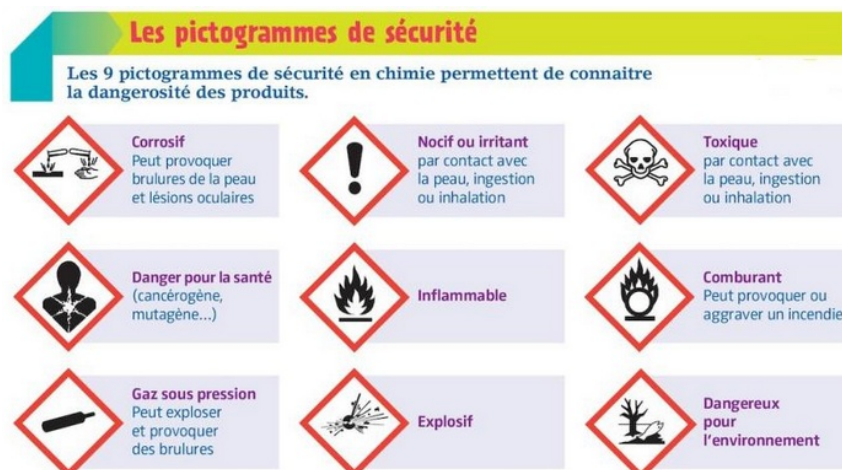 Les pictogrammes de sécurité
Les 9 pictogrammes de sécurité en chimie permettent de connaitre
la dangerosité des produits.
Corrosif
Peut provoquer
brulures de la peau
et lésions oculaires
Nocif ou irritant
par contact avec
la peau, ingestion
ou inhalation
Toxique
par contact avec
la peau, ingestion
ou inhalation
Danger pour la santé
(cancérogène,
mutagène...)
Inflammable
Comburant
Peut provoquer ou
aggraver un incendie
Gaz sous pression
Peut exploser
et provoquer
des brulures
Explosif
Dangereux
pour
l'environnement